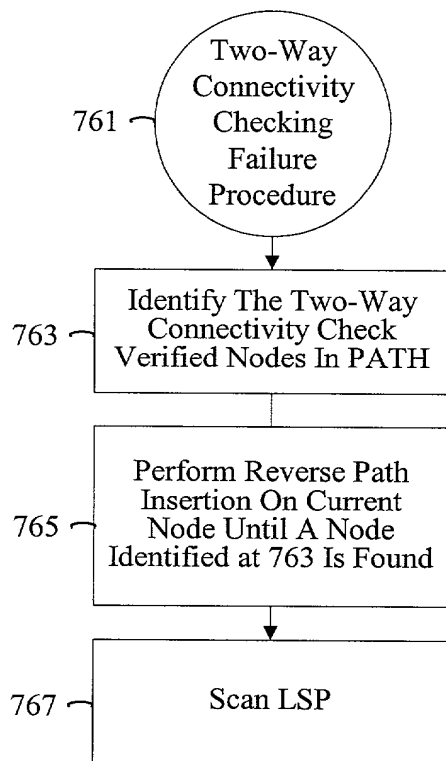 Two-Way
Connectivity
Checking
Failure
Procedure
761
Identify The Two-Way
Connectivity Check
Verified Nodes In PATH
763
Perform Reverse Path
Insertion On Current
Node Until A Node
Identified at 763 Is Found
765
Scan LSP
767